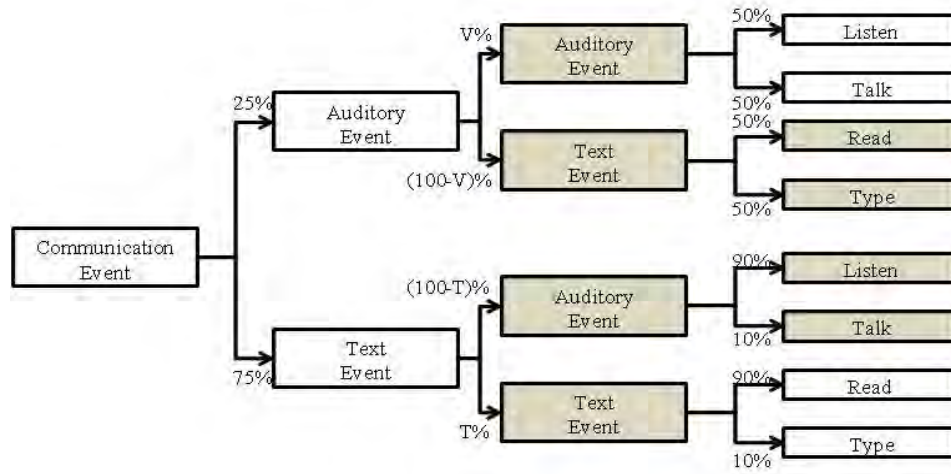 50%
V%
Auditory
Event
Listen
25%
Auditory
Event
Talk
50%
50%
Text
Event
Read
(100-V)%
50%
Type
Communication
Event
90%
Listen
(100-T)%
Auditory
Event
Talk
10%
Text
Event
75%
90%
Read
Text
Event
T%
10%
Type